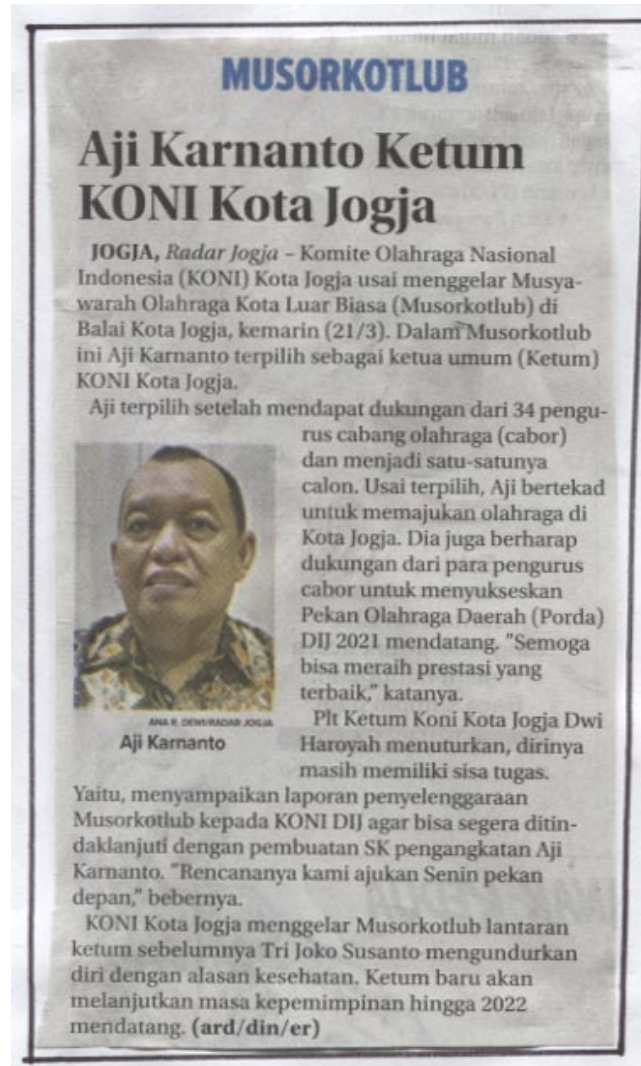 MUSORKOTLUB
Aji Karnanto Ketum
KONI Kota Jogja
JOGJA, Radar Jogja – Komite Olahraga Nasional
Indonesia (KONI) Kota Jogja usai menggelar Musya-
warah Olahraga Kota Luar Biasa (Musorkotlub) di
Balai Kota Jogja, kemarin (21/3). Dalam Musorkotlub
ini Aji Karnanto terpilih sebagai ketua umum (Ketum)
KONI Kota Jogja.
Aji terpilih setelah mendapat dukungan dari 34 pengu-
rus cabang olahraga (cabor)
dan menjadi satu-satunya
calon. Usai terpilih, Aji bertekad
untuk memajukan olahraga di
Kota Jogja. Dia juga berharap
dukungan dari para pengurus
cabor untuk menyukseskan
Pekan Olahraga Daerah (Porda)
DIJ 2021 mendatang. "Semoga
bisa meraih prestasi yang
terbaik," katanya.
ANA R. DEWI/RADAR JOGJA
Aji Karnanto
Plt Ketum Koni Kota Jogja Dwi
Haroyah menuturkan, dirinya
masih memiliki sisa tugas.
Yaitu, menyampaikan laporan penyelenggaraan
Musorkotlub kepada KONI DIJ agar bisa segera ditin-
daklanjuti dengan pembuatan SK pengangkatan Aji
Karnanto. "Rencananya kami ajukan Senin pekan
depan," bebernya.
KONI Kota Jogja menggelar Musorkotlub lantaran
ketum sebelumnya Tri Joko Susanto mengundurkan
diri dengan alasan kesehatan. Ketum baru akan
melanjutkan masa kepemimpinan hingga 2022
mendatang. (ard/din/er)